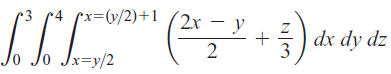 ∫₀³ ∫₀⁴ ∫_{x=y/2}^{x=(y/2)+1} ( (2x − y)/2 + z/3 ) dx dy dz